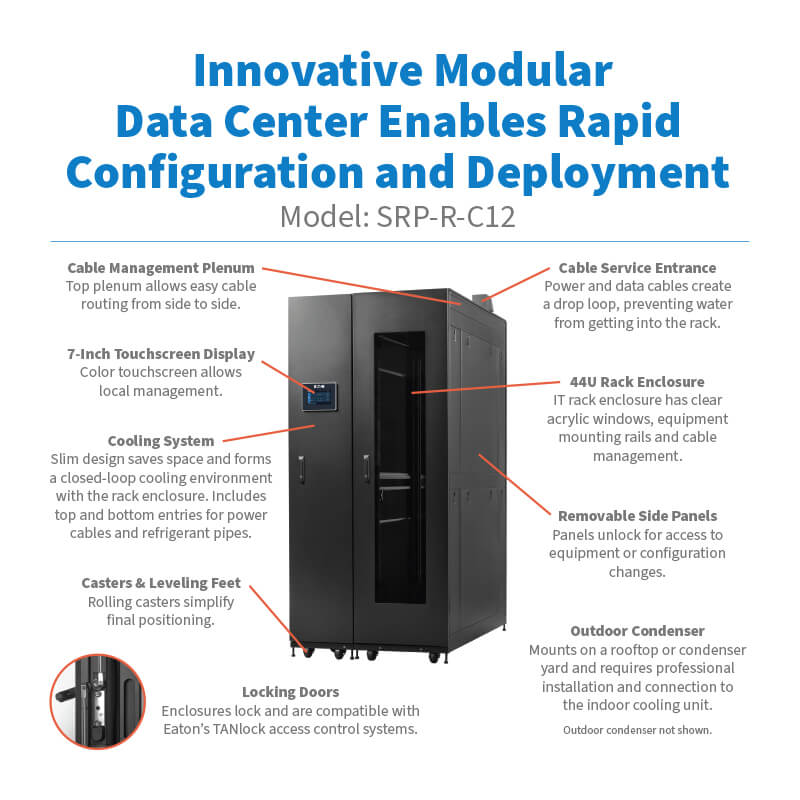 Innovative Modular
Data Center Enables Rapid
Configuration and Deployment
Model: SRP-R-C12
Cable Management Plenum
Top plenum allows easy cable
routing from side to side.
7-Inch Touchscreen Display
Color touchscreen allows
local management.
Cooling System
Slim design saves space and forms
a closed-loop cooling environment
with the rack enclosure. Includes
top and bottom entries for power
cables and refrigerant pipes.
Casters & Leveling Feet
Rolling casters simplify
final positioning.
Locking Doors
Enclosures lock and are compatible with
Eaton's TANlock access control systems.
Cable Service Entrance
Power and data cables create
a drop loop, preventing water
from getting into the rack.
44U Rack Enclosure
IT rack enclosure has clear
acrylic windows, equipment
mounting rails and cable
management.
Removable Side Panels
Panels unlock for access to
equipment or configuration
changes.
Outdoor Condenser
Mounts on a rooftop or condenser
yard and requires professional
installation and connection to
the indoor cooling unit.
Outdoor condenser not shown.
EATON